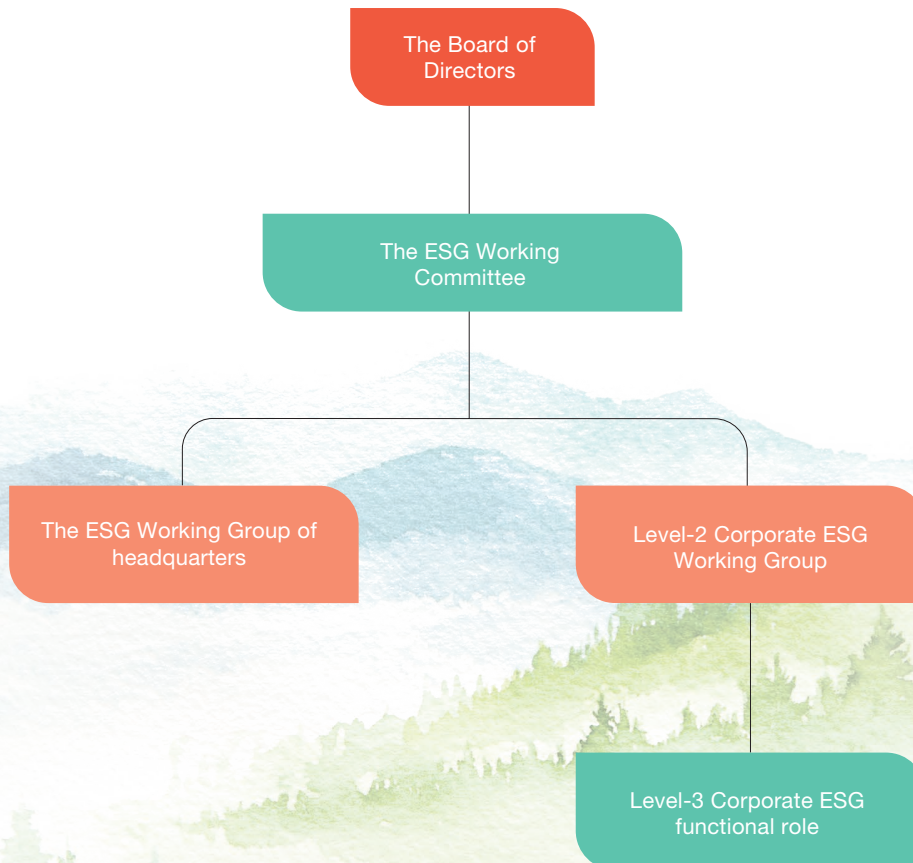 The Board of
Directors
The ESG Working
Committee
The ESG Working Group of
headquarters
Level-2 Corporate ESG
Working Group
Level-3 Corporate ESG
functional role